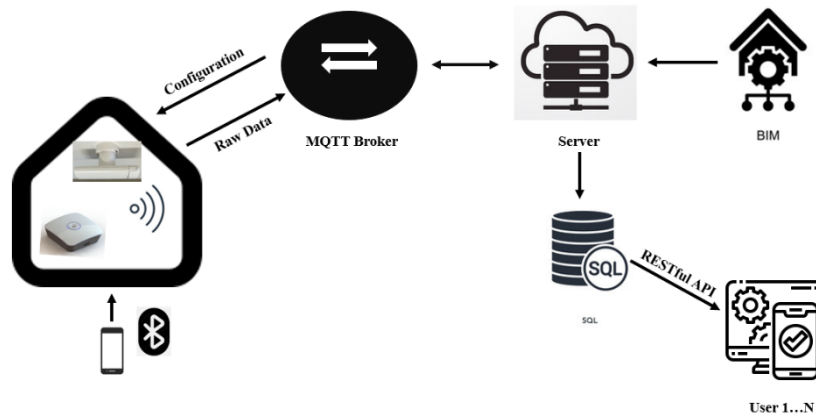 Configuration
Raw Data
MQTT Broker
Server
BIM
SQL
RESTful API
SQL
User 1...N